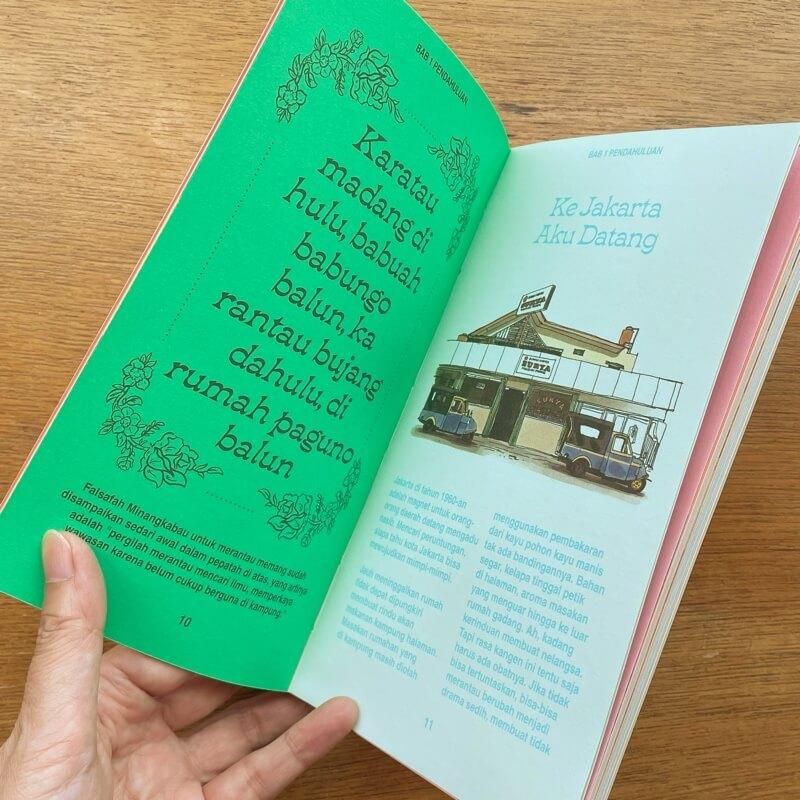 BAB 1 PENDAHULUAN
Karatau
madang di
hulu, babuah
babungo
balun, ka
rantau bujang
dahulu, di
rumah paguno
balun
Falsafah Minangkabau untuk merantau memang sudah
disampaikan sedari awal dalam pepatah di atas, yang artinya
adalah "pergilah merantau mencari ilmu, memperkaya
wawasan karena belum cukup berguna di kampung."
10
BAB 1 PENDAHULUAN
Ke Jakarta
Aku Datang
SURYA
SURYA
SURYA
Jakarta di tahun 1960-an
adalah magnet untuk orang-
orang daerah datang mengadu
nasib. Mencari peruntungan,
siapa tahu kota Jakarta bisa
mewujudkan mimpi-mimpi.
Jauh meninggalkan rumah
tidak dapat dipungkiri
membuat rindu akan
makanan kampung halaman.
Masakan rumahan yang
di kampung masih diolah
menggunakan pembakaran
dari kayu pohon kayu manis
tak ada bandingannya. Bahan
segar, kelapa tinggal petik
di halaman, aroma masakan
yang menguar hingga ke luar
rumah gadang. Ah, kadang
kerinduan membuat nelangsa.
Tapi rasa kangen ini tentu saja
harus ada obatnya. Jika tidak
bisa tertuntaskan, bisa-bisa
merantau berubah menjadi
drama sedih, membuat tidak
11